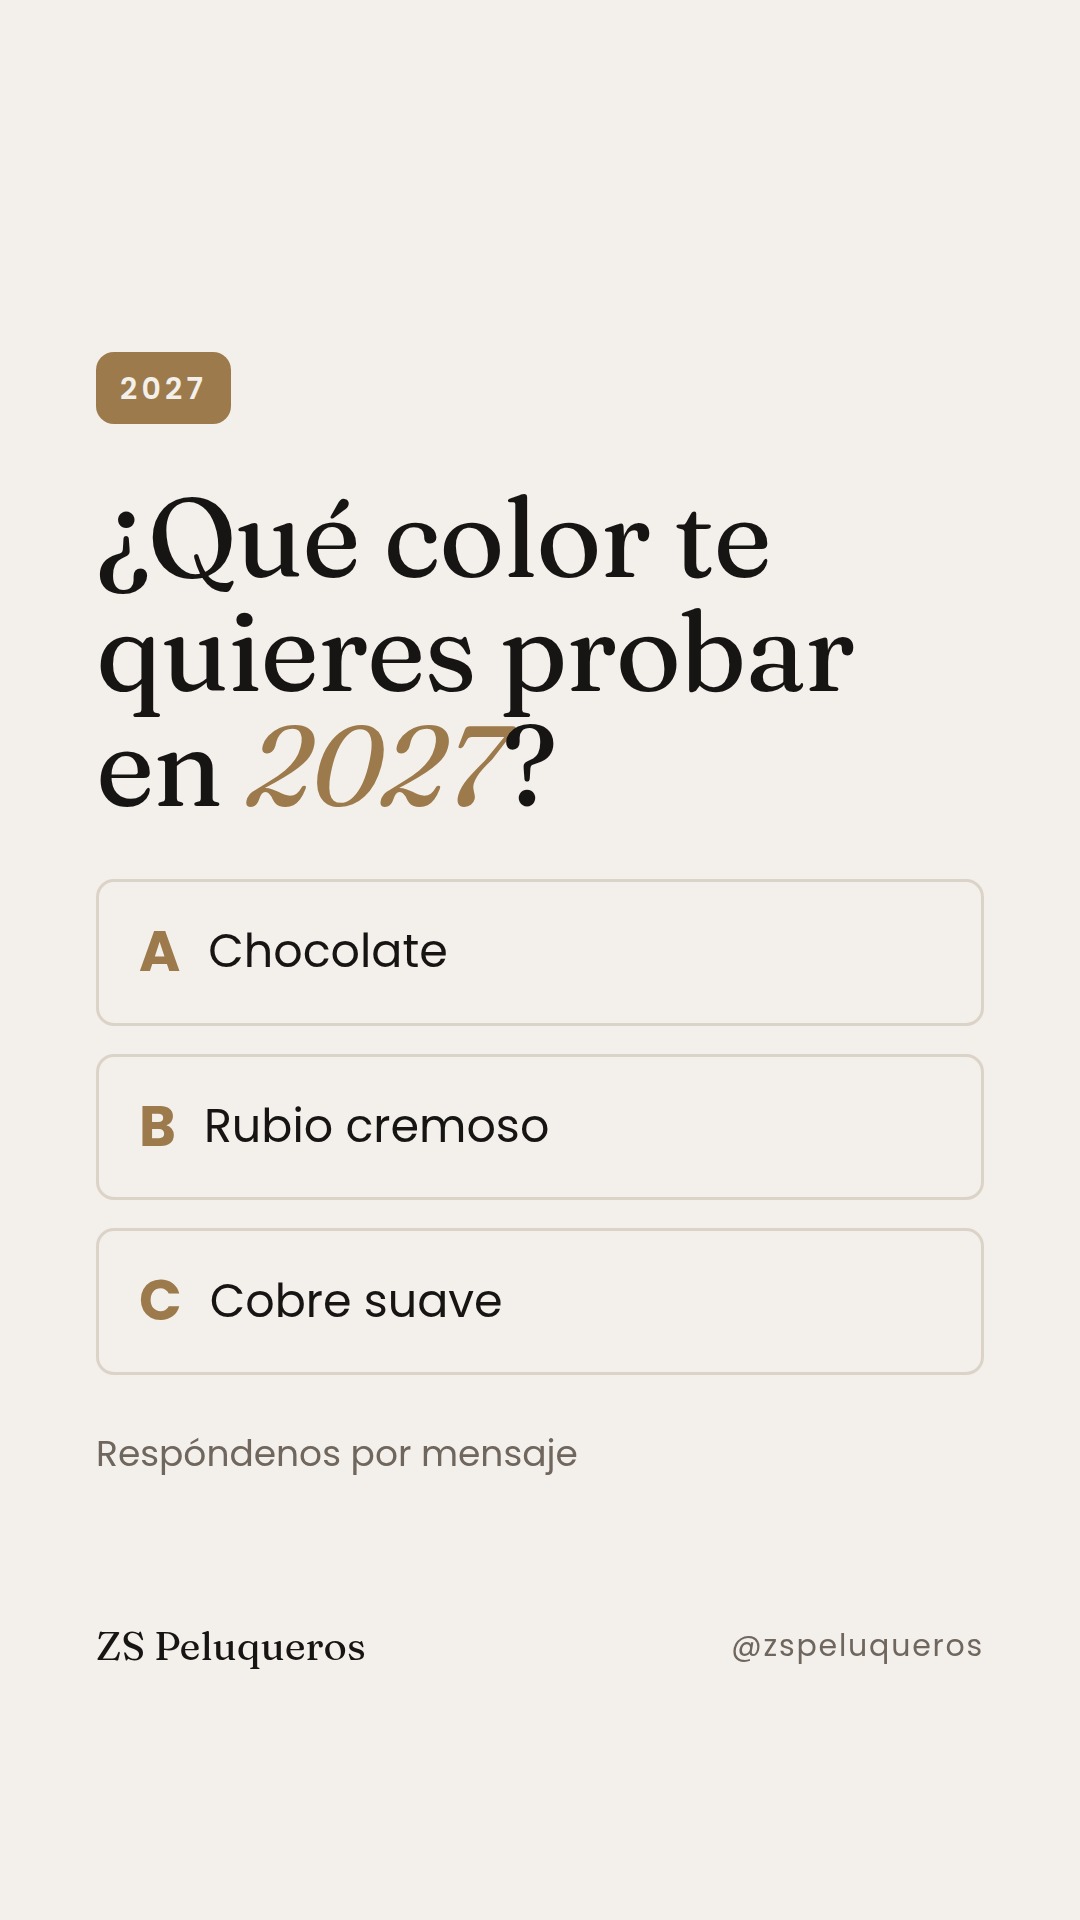 2027
¿Qué color te
quieres probar
en 2027?
A Chocolate
B Rubio cremoso
C Cobre suave
Respóndenos por mensaje
ZS Peluqueros
@zspeluqueros